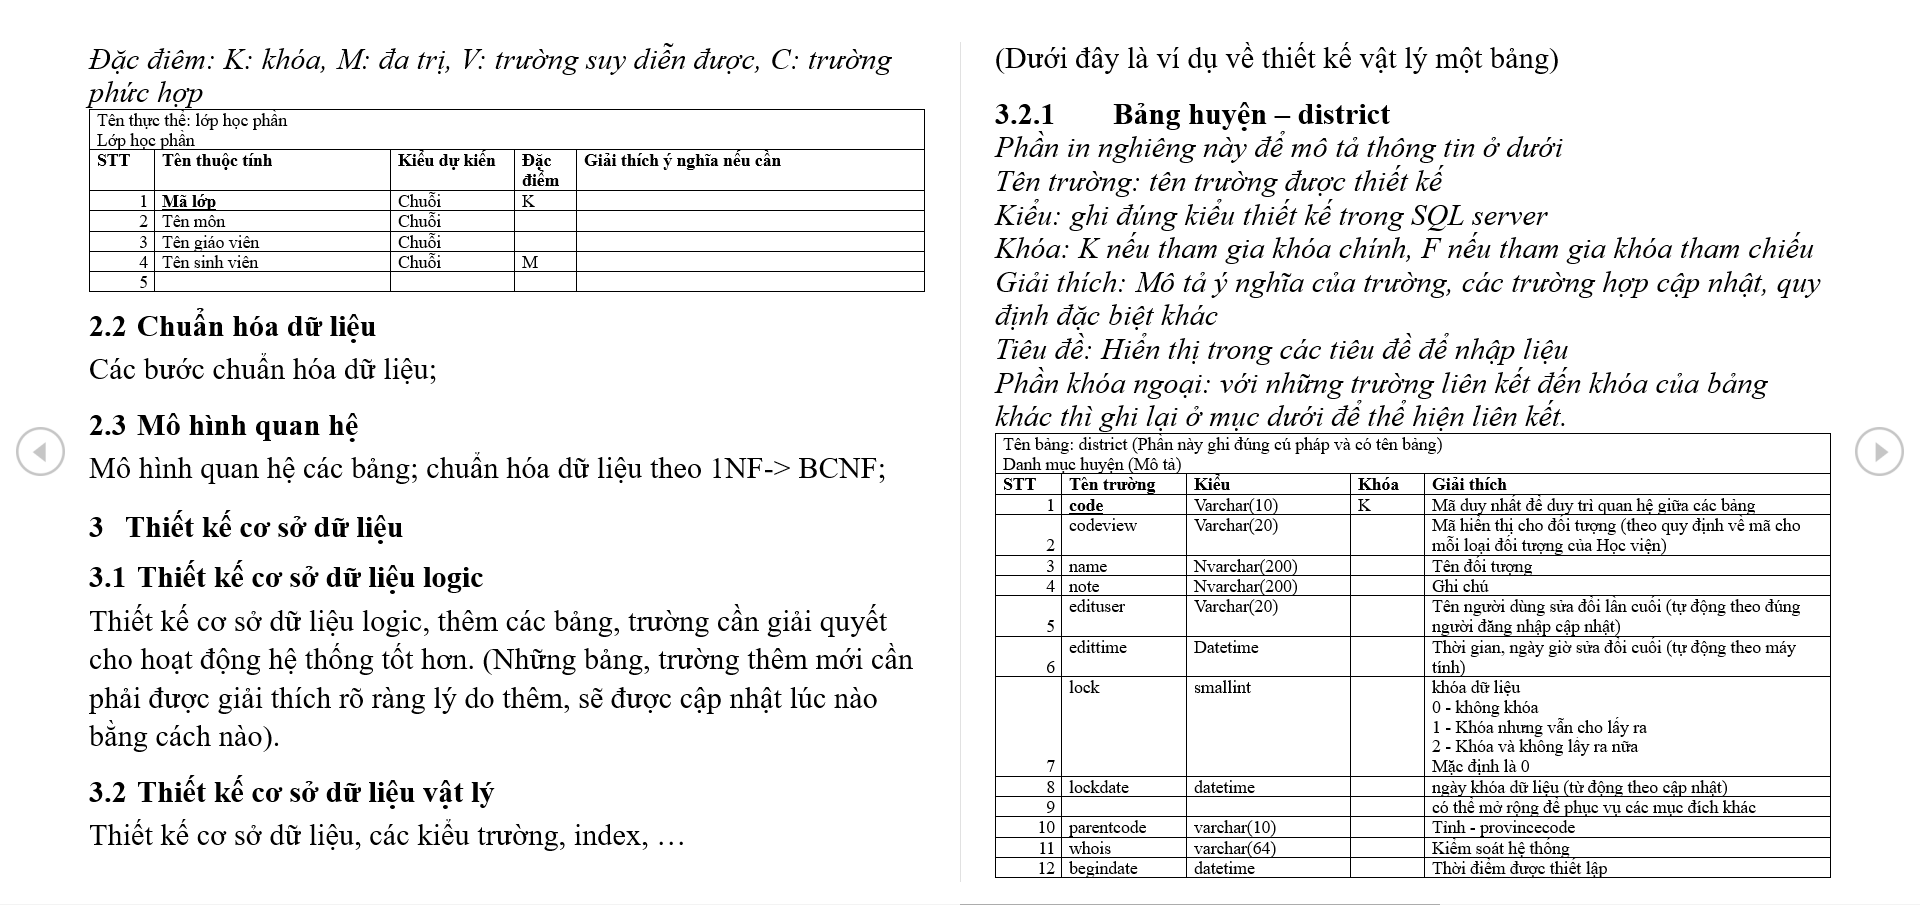 Đặc điểm: K: khóa, M: đa trị, V: trường suy diễn được, C: trường
phức hợp
Tên thực thể: lớp học phần
Lớp học phần
STT Tên thuộc tính Kiểu dự kiến Đặc điểm Giải thích ý nghĩa nếu cần
1 Mã lớp Chuỗi K
2 Tên môn Chuỗi
3 Tên giáo viên Chuỗi
4 Tên sinh viên Chuỗi M
5
2.2 Chuẩn hóa dữ liệu
Các bước chuẩn hóa dữ liệu;
2.3 Mô hình quan hệ
Mô hình quan hệ các bảng; chuẩn hóa dữ liệu theo 1NF-> BCNF;
3 Thiết kế cơ sở dữ liệu
3.1 Thiết kế cơ sở dữ liệu logic
Thiết kế cơ sở dữ liệu logic, thêm các bảng, trường cần giải quyết
cho hoạt động hệ thống tốt hơn. (Những bảng, trường thêm mới cần
phải được giải thích rõ ràng lý do thêm, sẽ được cập nhật lúc nào
bằng cách nào).
3.2 Thiết kế cơ sở dữ liệu vật lý
Thiết kế cơ sở dữ liệu, các kiểu trường, index, …
(Dưới đây là ví dụ về thiết kế vật lý một bảng)
3.2.1 Bảng huyện – district
Phần in nghiêng này để mô tả thông tin ở dưới
Tên trường: tên trường được thiết kế
Kiểu: ghi đúng kiểu thiết kế trong SQL server
Khóa: K nếu tham gia khóa chính, F nếu tham gia khóa tham chiếu
Giải thích: Mô tả ý nghĩa của trường, các trường hợp cập nhật, quy
định đặc biệt khác
Tiêu đề: Hiển thị trong các tiêu đề để nhập liệu
Phần khóa ngoại: với những trường liên kết đến khóa của bảng
khác thì ghi lại ở mục dưới để thể hiện liên kết.
Tên bảng: district (Phần này ghi đúng cú pháp và có tên bảng)
Danh mục huyện (Mô tả)
STT Tên trường Kiểu Khóa Giải thích
1 code Varchar(10) K Mã duy nhất để duy trì quan hệ giữa các bảng
codeview Varchar(20) Mã hiển thị cho đối tượng (theo quy định về mã cho
2 mỗi loại đối tượng của Học viện)
3 name Nvarchar(200) Tên đối tượng
4 note Nvarchar(200) Ghi chú
edituser Varchar(20) Tên người dùng sửa đổi lần cuối (tự động theo đúng
5 người đăng nhập cập nhật)
edittime Datetime Thời gian, ngày giờ sửa đổi cuối (tự động theo máy
6 tính)
lock smallint khóa dữ liệu
0 - không khóa
1 - Khóa nhưng vẫn cho lấy ra
2 - Khóa và không lây ra nữa
7 Mặc định là 0
8 lockdate datetime ngày khóa dữ liệu (từ động theo cập nhật)
9 có thể mở rộng để phục vụ các mục đích khác
10 parentcode varchar(10) Tỉnh - provincecode
11 whois varchar(64) Kiểm soát hệ thống
12 begindate datetime Thời điểm được thiết lập